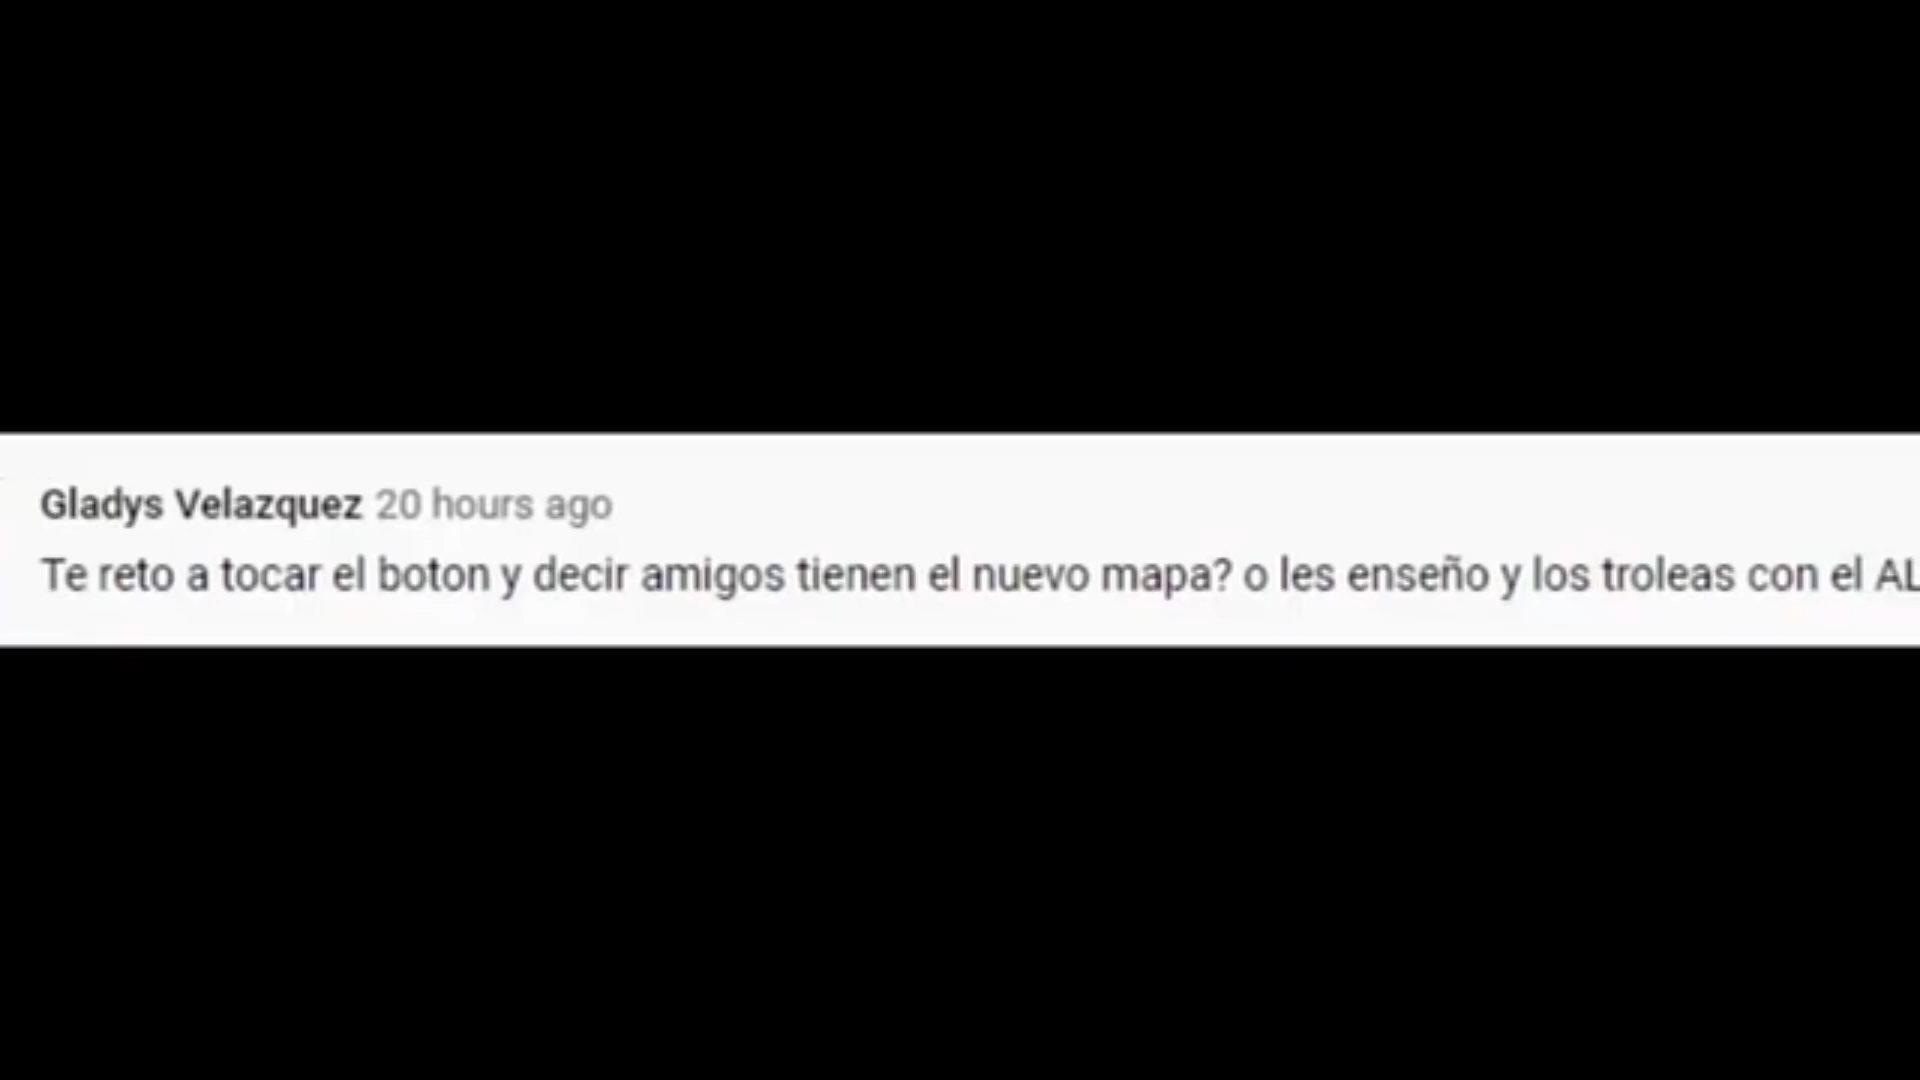 Gladys Velazquez 20 hours ago
Te reto a tocar el boton y decir amigos tienen el nuevo mapa? o les enseño y los troleas con el AL